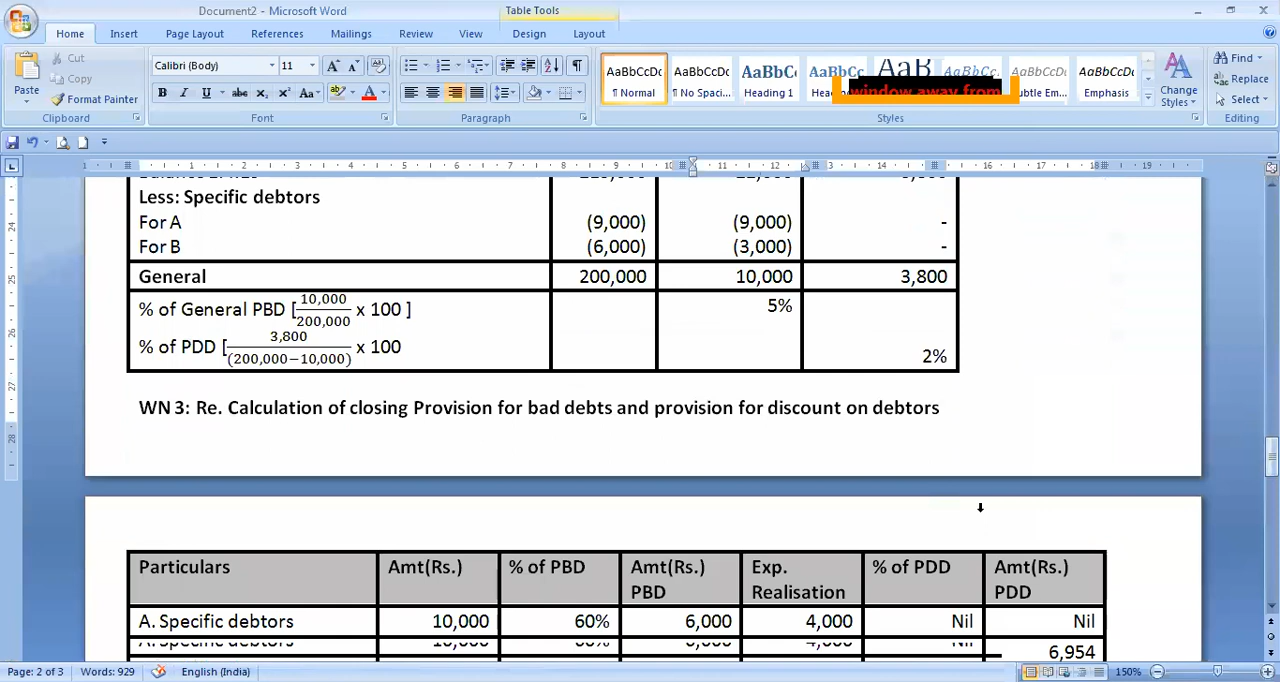 Document2 - Microsoft Word
Table Tools
Home Insert Page Layout References Mailings Review View Design Layout
Paste
Cut
Copy
Format Painter
Clipboard
Calibri (Body) 11
Font
Paragraph
AaBbCcDc AaBbCcDc AaBbCc AaBbCc AaB AaBbCc. AaBbCcDc AaBbCcDc
¶ Normal ¶ No Spaci... Heading 1 Emphasis
window away from
Styles
Change
Styles
Find
Replace
Select
Editing
Less: Specific debtors
For A (9,000) (9,000) -
For B (6,000) (3,000) -
General 200,000 10,000 3,800
% of General PBD [10,000/200,000 x 100 ] 5%
% of PDD [3,800/(200,000−10,000) x 100 2%
WN 3: Re. Calculation of closing Provision for bad debts and provision for discount on debtors
Particulars Amt(Rs.) % of PBD Amt(Rs.) PBD Exp. Realisation % of PDD Amt(Rs.) PDD
A. Specific debtors 10,000 60% 6,000 4,000 Nil Nil
6,954
Page: 2 of 3 Words: 929 English (India) 150%